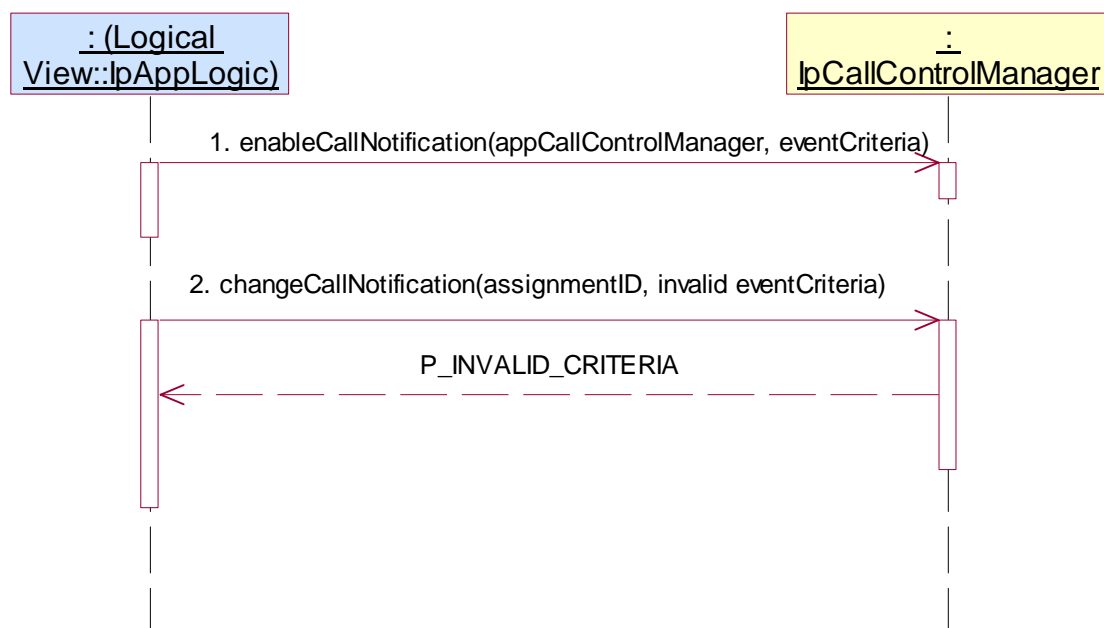 : (Logical
View::IpAppLogic)
:
IpCallControlManager
1. enableCallNotification(appCallControlManager, eventCriteria)
2. changeCallNotification(assignmentID, invalid eventCriteria)
P_INVALID_CRITERIA